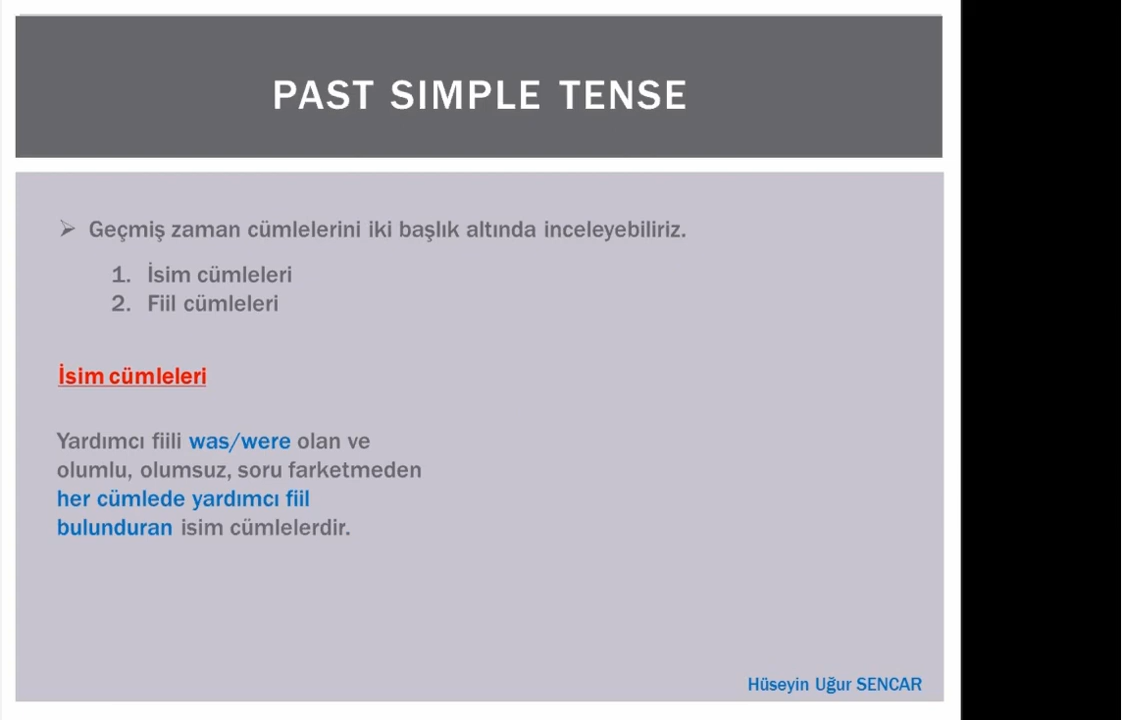 PAST SIMPLE TENSE
➢ Geçmiş zaman cümlelerini iki başlık altında inceleyebiliriz.
1. İsim cümleleri
2. Fiil cümleleri
İsim cümleleri
Yardımcı fiili was/were olan ve
olumlu, olumsuz, soru farketmeden
her cümlede yardımcı fiil
bulunduran isim cümlelerdir.
Hüseyin Uğur SENCAR